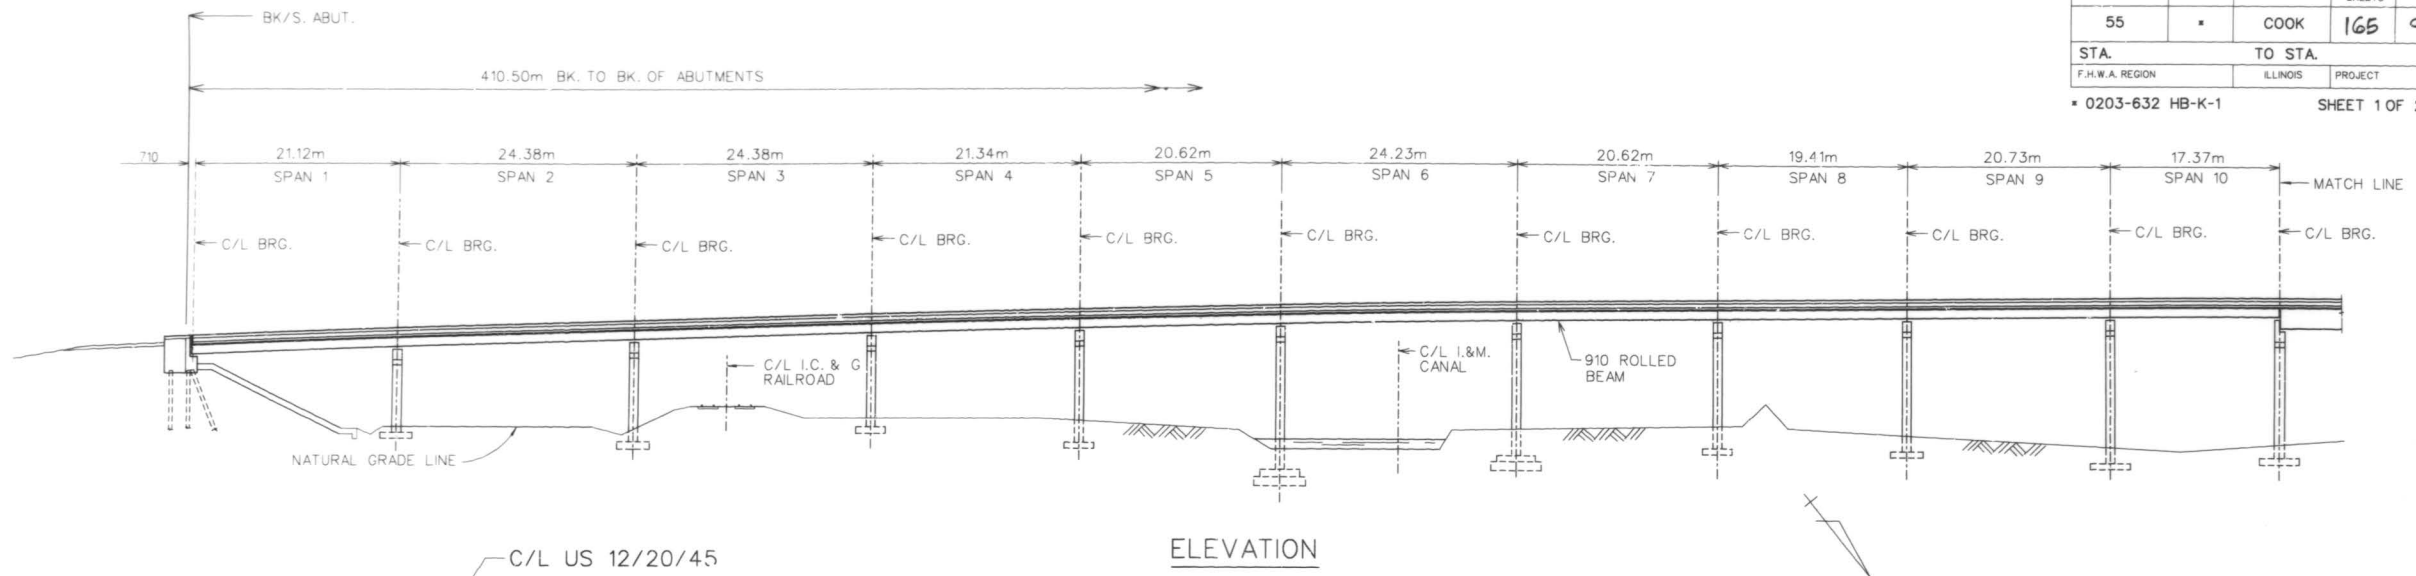 BK/S. ABUT.
410.50m BK. TO BK. OF ABUTMENTS
55 * COOK 165
STA. TO STA.
F.H.W.A. REGION ILLINOIS PROJECT
* 0203-632 HB-K-1 SHEET 1 OF
710 21.12m 24.38m 24.38m 21.34m 20.62m 24.23m 20.62m 19.41m 20.73m 17.37m
SPAN 1 SPAN 2 SPAN 3 SPAN 4 SPAN 5 SPAN 6 SPAN 7 SPAN 8 SPAN 9 SPAN 10
MATCH LINE
C/L BRG. C/L BRG. C/L BRG. C/L BRG. C/L BRG. C/L BRG. C/L BRG. C/L BRG. C/L BRG. C/L BRG. C/L BRG.
C/L I.C. & G
RAILROAD
C/L I.&M.
CANAL
910 ROLLED
BEAM
NATURAL GRADE LINE
C/L US 12/20/45
ELEVATION